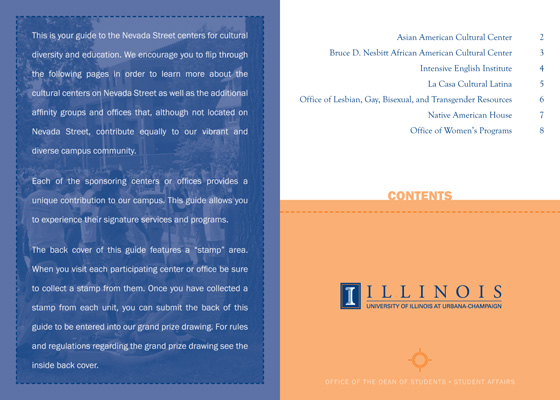 This is your guide to the Nevada Street centers for cultural
diversity and education. We encourage you to flip through
the following pages in order to learn more about the
cultural centers on Nevada Street as well as the additional
affinity groups and offices that, although not located on
Nevada Street, contribute equally to our vibrant and
diverse campus community.
Each of the sponsoring centers or offices provides a
unique contribution to our campus. This guide allows you
to experience their signature services and programs.
The back cover of this guide features a “stamp” area.
When you visit each participating center or office be sure
to collect a stamp from them. Once you have collected a
stamp from each unit, you can submit the back of this
guide to be entered into our grand prize drawing. For rules
and regulations regarding the grand prize drawing see the
inside back cover.
Asian American Cultural Center 2
Bruce D. Nesbitt African American Cultural Center 3
Intensive English Institute 4
La Casa Cultural Latina 5
Office of Lesbian, Gay, Bisexual, and Transgender Resources 6
Native American House 7
Office of Women's Programs 8
CONTENTS
I ILLINOIS
UNIVERSITY OF ILLINOIS AT URBANA-CHAMPAIGN
OFFICE OF THE DEAN OF STUDENTS • STUDENT AFFAIRS